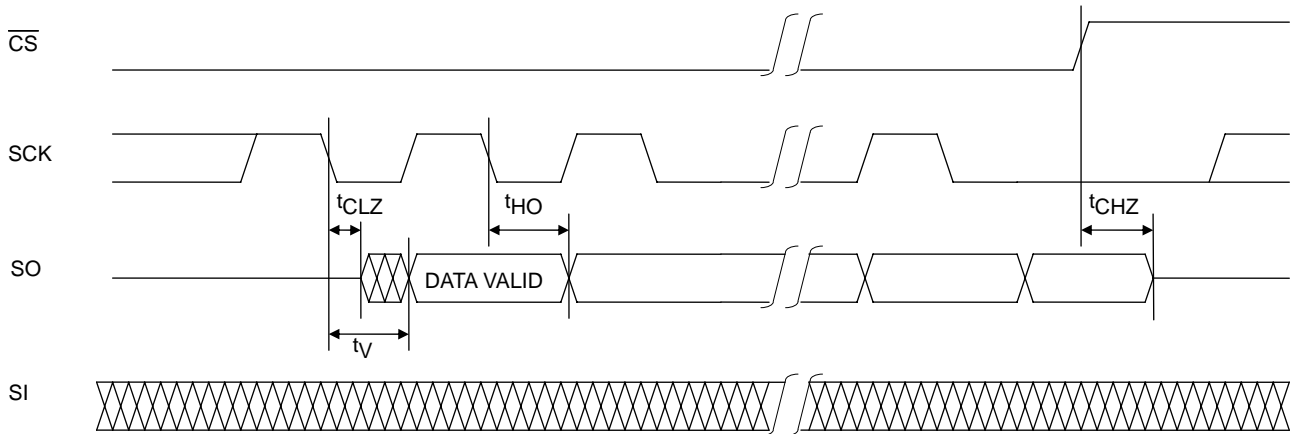 CS
SCK
tCLZ
tHO
tCHZ
SO
DATA VALID
tV
SI